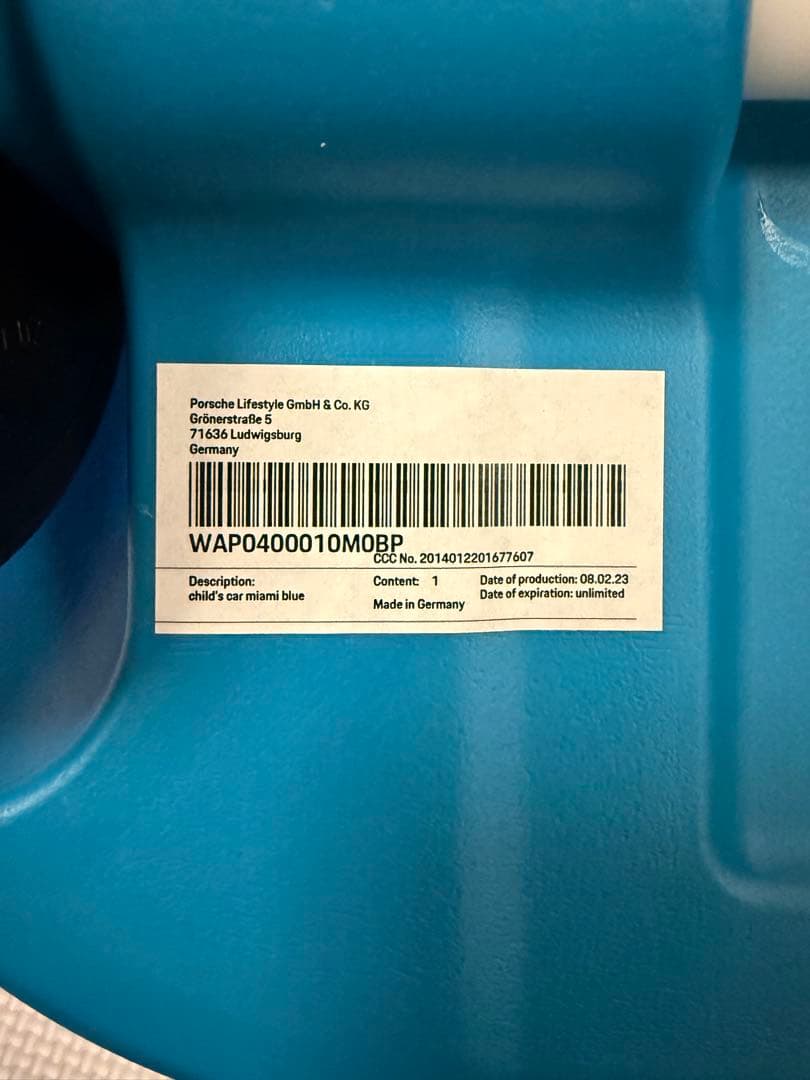 Porsche Lifestyle GmbH & Co. KG
Grönerstraße 5
71636 Ludwigsburg
Germany
WAP0400010M0BP
CCC No. 2014012201677607
Description:
child's car miami blue
Content: 1
Made in Germany
Date of production: 08.02.23
Date of expiration: unlimited